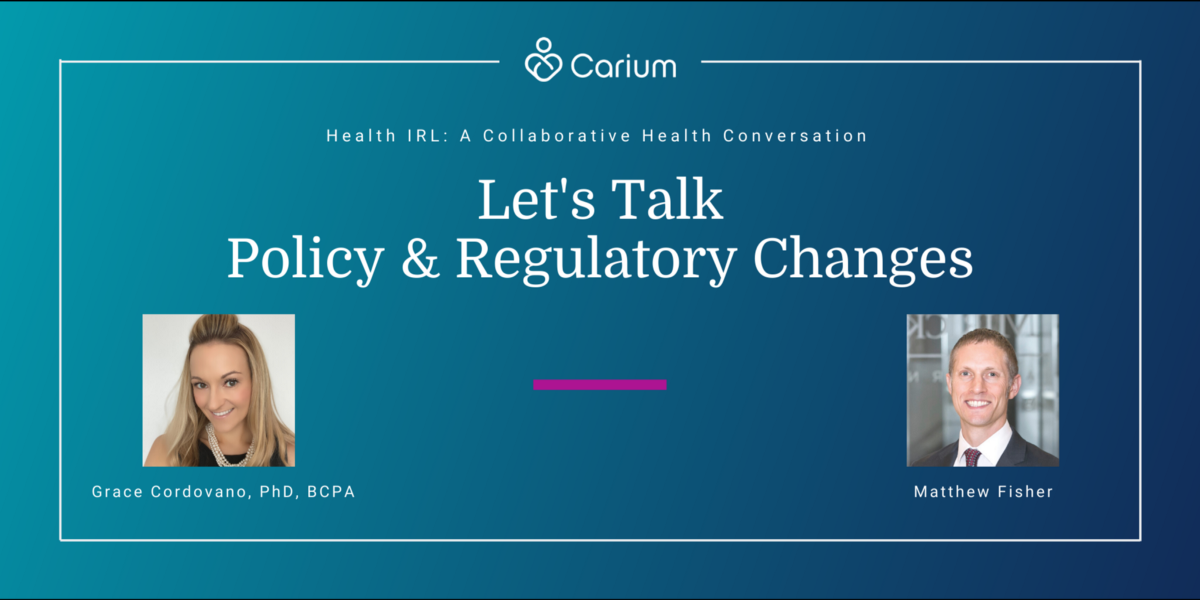 Carium
Health IRL: A Collaborative Health Conversation
Let's Talk
Policy & Regulatory Changes
Grace Cordovano, PhD, BCPA
Matthew Fisher